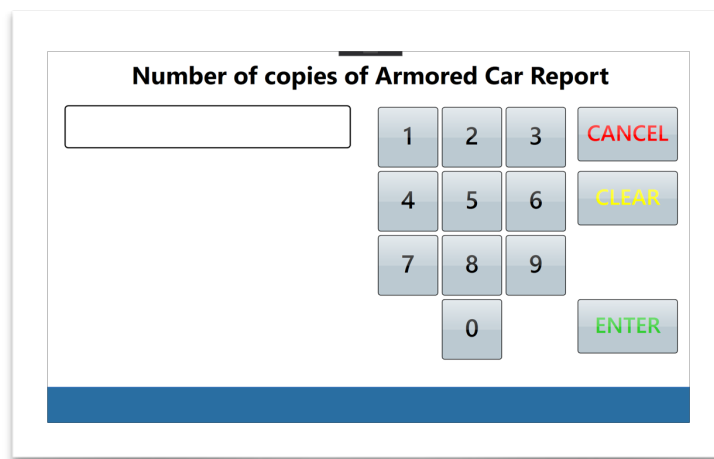 Number of copies of Armored Car Report
1 2 3 CANCEL
4 5 6 CLEAR
7 8 9
0 ENTER